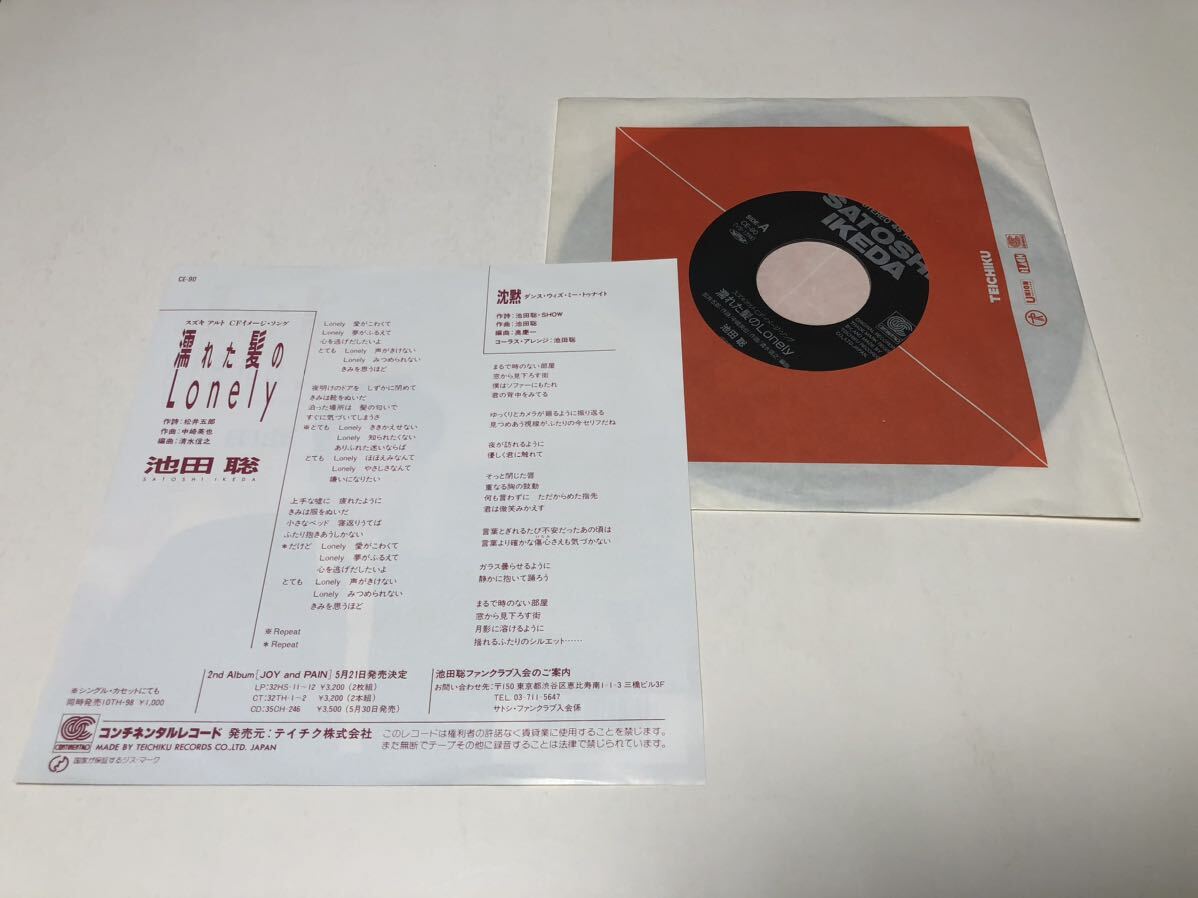 CE-90
スズキ アルト CFイメージ・ソング
濡れた髪の
Lonely
作詩：松井五郎
作曲：中崎英也
編曲：清水信之
池田 聡
SATOSHI IKEDA
Lonely 愛がこわくて
Lonely 夢がふるえて
心を逃げだしたいよ
とても Lonely 声がきけない
Lonely みつめられない
きみを思うほど
夜明けのドアを しずかに閉めて
きみは靴をぬいだ
泊った場所は 髪の匂いで
すぐに気づいてしまうさ
※とても Lonely ききかえせない
Lonely 知られたくない
ありふれた迷いならば
とても Lonely ほほえみなんて
Lonely やさしさなんて
嫌いになりたい
上手な嘘に 疲れたように
きみは服をぬいだ
小さなベッド 寝返りうてば
ふたり抱きあうしかない
＊だけど Lonely 愛がこわくて
Lonely 夢がふるえて
心を逃げだしたいよ
とても Lonely 声がきけない
Lonely みつめられない
きみを思うほど
※Repeat
＊Repeat
沈黙 ダンス・ウィズ・ミー・トゥナイト
作詩：池田聡・SHOW
作曲：池田聡
編曲：高慶一
コーラス・アレンジ：池田聡
まるで時のない部屋
窓から見下ろす街
僕はソファーにもたれ
君の背中をみてる
ゆっくりとカメラが撮るように振り返る
見つめあう視線がふたりの今セリフだね
夜が訪れるように
優しく君に触れて
そっと閉じた唇
重なる胸の鼓動
何も言わずに ただからめた指先
君は微笑みかえす
言葉とぎれるたび不安だったあの頃は
言葉より確かな傷心さえも気づかない
ガラス曇らせるように
静かに抱いて踊ろう
まるで時のない部屋
窓から見下ろす街
月影に溶けるように
揺れるふたりのシルエット……
※シングル・カセットにても
同時発売10TH-98 ¥1,000
2nd Album［JOY and PAIN］5月21日発売決定
LP:32HS-11〜12 ¥3,200（2枚組）
CT:32TH-1〜2 ¥3,200（2本組）
CD:35CH-246 ¥3,500（5月30日発売）
池田聡ファンクラブ入会のご案内
お問い合わせ先：〒150 東京都渋谷区恵比寿南1-1-3 三橋ビル3F
TEL 03-711-5647
サトシ・ファンクラブ入会係
CONTINENTAL
コンチネンタルレコード 発売元：テイチク株式会社
MADE BY TEICHIKU RECORDS CO.,LTD. JAPAN
国家が保証するジス・マーク
このレコードは権利者の許諾なく賃貸業に使用することを禁じます。
また無断でテープその他に録音することは法律で禁じられています。
STEREO 45
SATOSHI
IKEDA
SIDE-A
CE-90
濡れた髪のLonely
池田 聡
CONTINENTAL
TEICHIKU
UNION